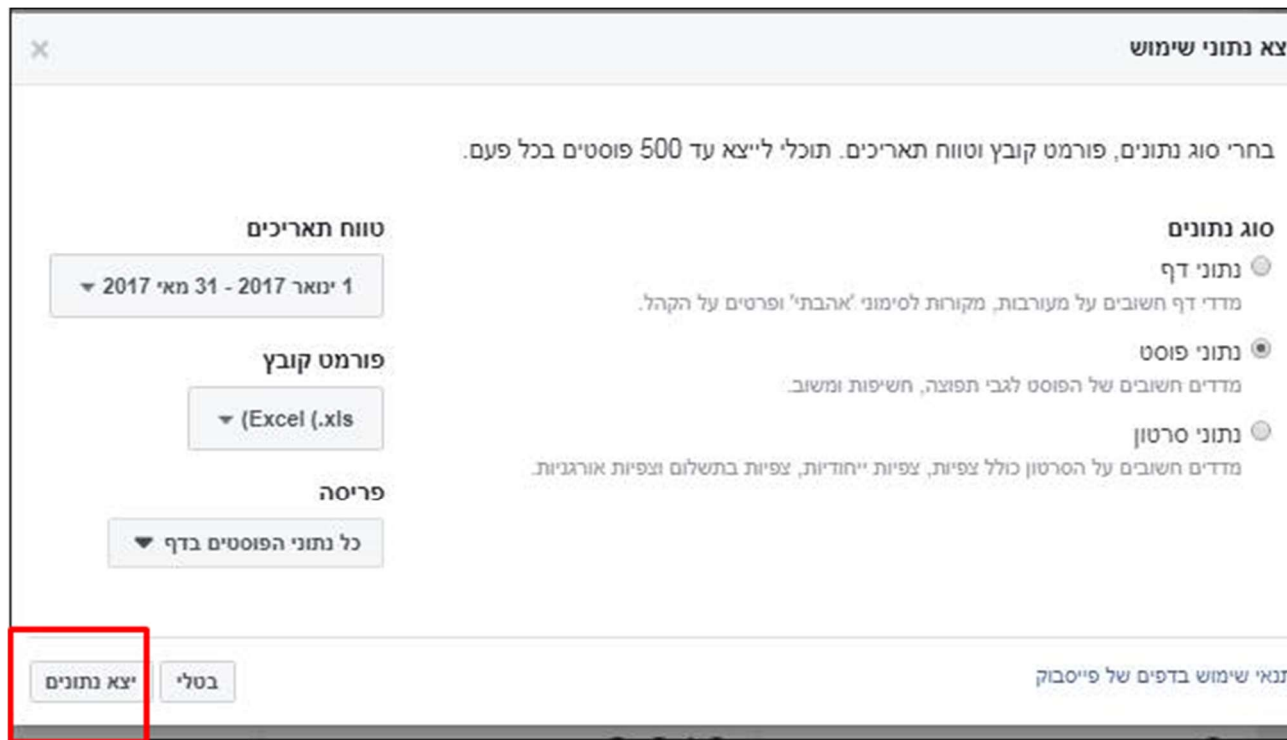 צא נתוני שימוש
בחרי סוג נתונים, פורמט קובץ וטווח תאריכים. תוכלי לייצא עד 500 פוסטים בכל פעם.
סוג נתונים
נתוני דף
מדדי דף חשובים על מעורבות, מקורות לסימוני 'אהבתי' ופרטים על הקהל.
נתוני פוסט
מדדים חשובים של הפוסט לגבי תפוצה, חשיפות ומשוב.
נתוני סרטון
מדדים חשובים על הסרטון כולל צפיות, צפיות ייחודיות, צפיות בתשלום וצפיות אורגניות.
טווח תאריכים
1 ינואר 2017 - 31 מאי 2017
פורמט קובץ
(Excel (.xls
פריסה
כל נתוני הפוסטים בדף
תנאי שימוש בדפים של פייסבוק
בטלי
יצא נתונים